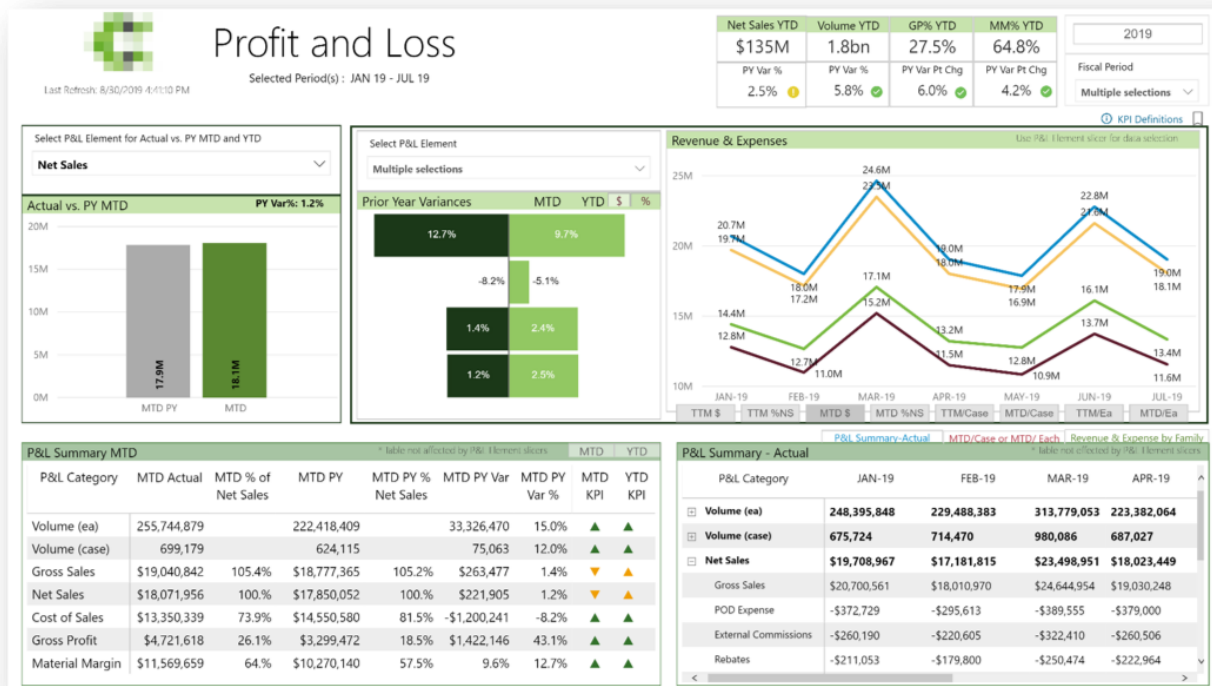 Profit and Loss
Selected Period(s) : JAN 19 - JUL 19
Last Refresh: 8/30/2019 4:41:10 PM
Net Sales YTD Volume YTD GP% YTD MM% YTD
$135M 1.8bn 27.5% 64.8%
PY Var % PY Var % PY Var Pt Chg PY Var Pt Chg
2.5% 5.8% 6.0% 4.2%
2019
Fiscal Period
Multiple selections
KPI Definitions
Select P&L Element for Actual vs. PY MTD and YTD
Net Sales
Actual vs. PY MTD PY Var%: 1.2%
20M
15M
10M
5M
0M
17.9M 18.1M
MTD PY MTD
Select P&L Element
Multiple selections
Prior Year Variances MTD YTD $ %
12.7% 9.7%
-8.2% -5.1%
1.4% 2.4%
1.2% 2.5%
Revenue & Expenses Use P&L Element slicer for data selection
25M
20M
15M
10M
20.7M 18.0M 24.6M 19.0M 17.9M 22.8M 19.0M
19.7M 17.2M 23.5M 18.0M 16.9M 21.6M 18.1M
14.4M 12.7M 17.1M 13.2M 12.8M 16.1M 13.4M
12.8M 11.0M 15.2M 11.5M 10.9M 13.7M 11.6M
JAN-19 FEB-19 MAR-19 APR-19 MAY-19 JUN-19 JUL-19
TTM $ TTM %NS MTD $ MTD %NS TTM/Case MTD/Case TTM/Ea MTD/Ea
P&L Summary-Actual MTD/Case or MTD/ Each Revenue & Expense by Family
P&L Summary MTD * Table not affected by P&L Element slicers MTD YTD
P&L Category MTD Actual MTD % of Net Sales MTD PY MTD PY % Net Sales MTD PY Var MTD PY Var % MTD KPI YTD KPI
Volume (ea) 255,744,879 222,418,409 33,326,470 15.0% ▲ ▲
Volume (case) 699,179 624,115 75,063 12.0% ▲ ▲
Gross Sales $19,040,842 105.4% $18,777,365 105.2% $263,477 1.4% ▼ ▲
Net Sales $18,071,956 100.% $17,850,052 100.% $221,905 1.2% ▼ ▲
Cost of Sales $13,350,339 73.9% $14,550,580 81.5% -$1,200,241 -8.2% ▲ ▲
Gross Profit $4,721,618 26.1% $3,299,472 18.5% $1,422,146 43.1% ▲ ▲
Material Margin $11,569,659 64.% $10,270,140 57.5% 9.6% 12.7% ▲ ▲
P&L Summary - Actual * Table not effected by P&L Element slicers
P&L Category JAN-19 FEB-19 MAR-19 APR-19
Volume (ea) 248,395,848 229,488,383 313,779,053 223,382,064
Volume (case) 675,724 714,470 980,086 687,027
Net Sales $19,708,967 $17,181,815 $23,498,951 $18,023,449
Gross Sales $20,700,561 $18,010,970 $24,644,954 $19,030,248
POD Expense -$372,729 -$295,613 -$389,555 -$379,000
External Commissions -$260,190 -$220,605 -$322,410 -$260,506
Rebates -$211,053 -$179,800 -$250,474 -$222,964